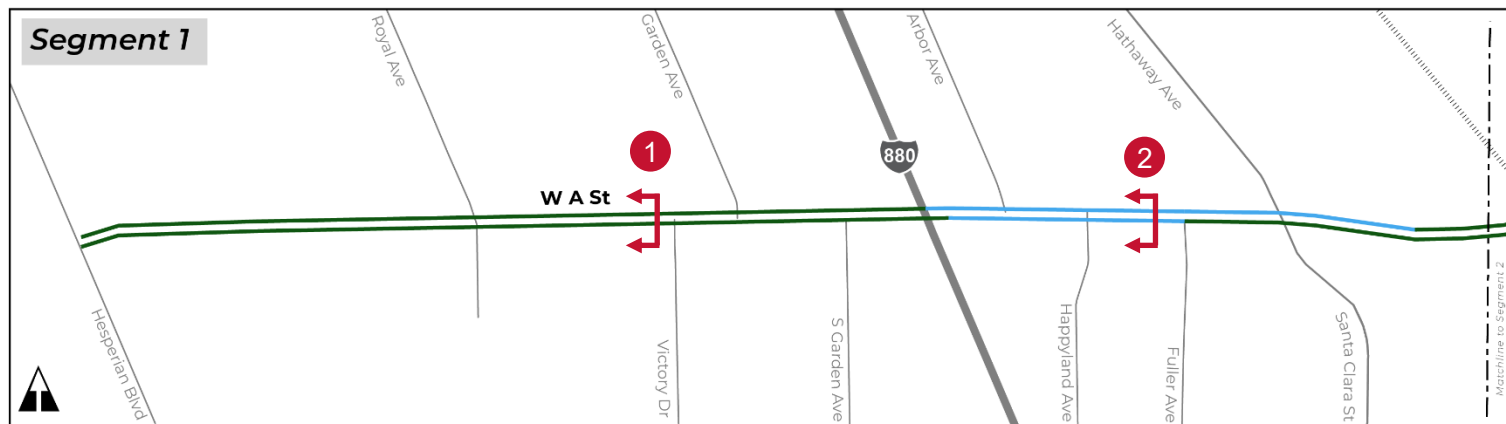 Segment 1
Royal Ave
Garden Ave
Arbor Ave
Hathaway Ave
1
880
2
W A St
Hesperian Blvd
Victory Dr
S Garden Ave
Happyland Ave
Fuller Ave
Santa Clara St
Matchline to Segment 2